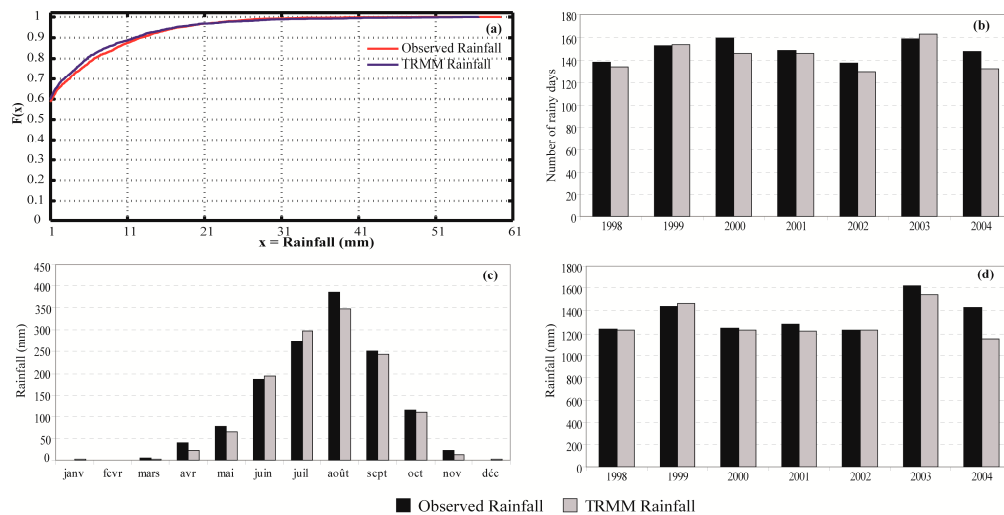 (a)
Observed Rainfall
TRMM Rainfall
F(x)
1
0.9
0.8
0.7
0.6
0.5
0.4
0.3
0.2
0.1
0
1 11 21 31 41 51 61
x = Rainfall (mm)
(b)
Number of rainy days
180
160
140
120
100
80
60
40
20
0
1998 1999 2000 2001 2002 2003 2004
(c)
Rainfall (mm)
450
400
350
300
250
200
150
100
50
0
janv fevr mars avr mai juin juil août sept oct nov déc
(d)
Rainfall (mm)
1800
1600
1400
1200
1000
800
600
400
200
0
1998 1999 2000 2001 2002 2003 2004
Observed Rainfall TRMM Rainfall